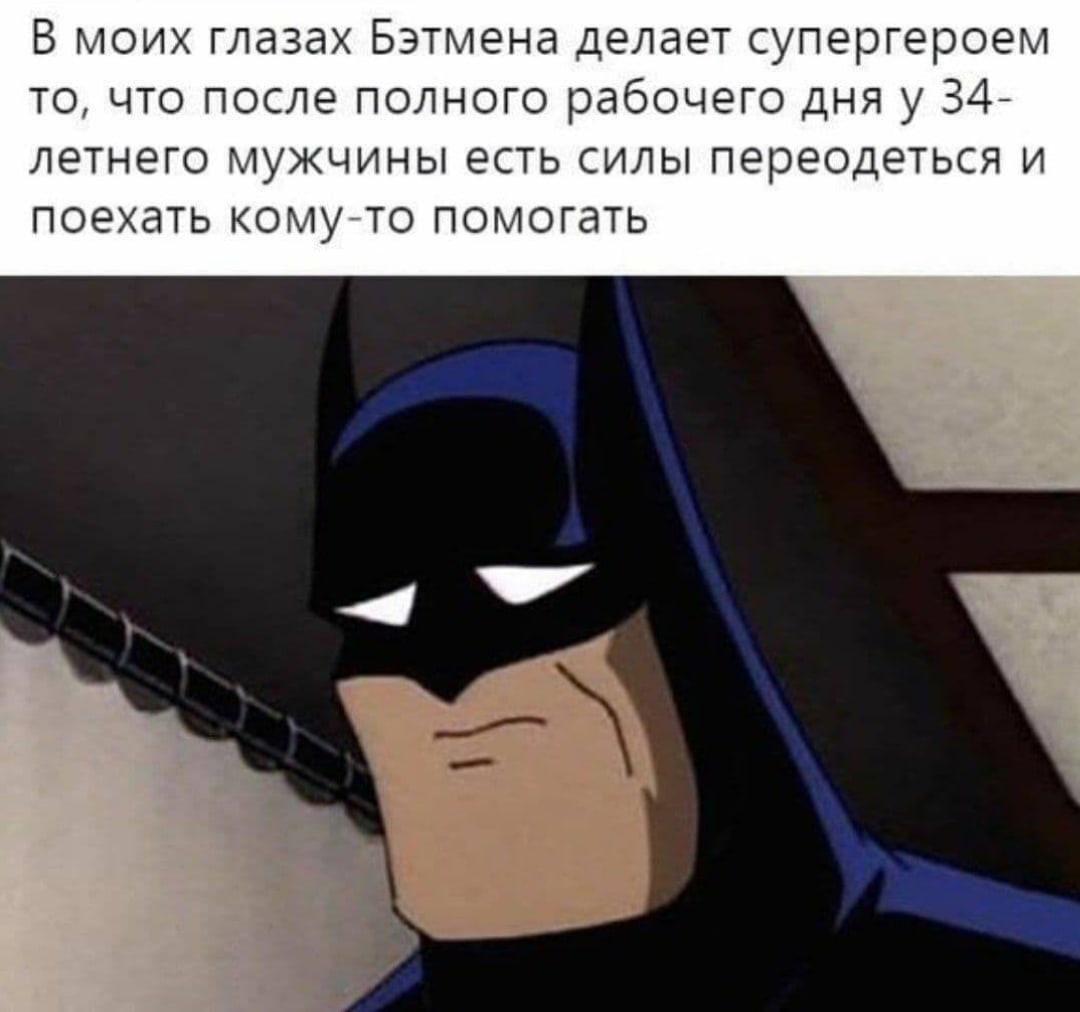 В моих глазах Бэтмена делает супергероем
то, что после полного рабочего дня у 34-
летнего мужчины есть силы переодеться и
поехать кому-то помогать